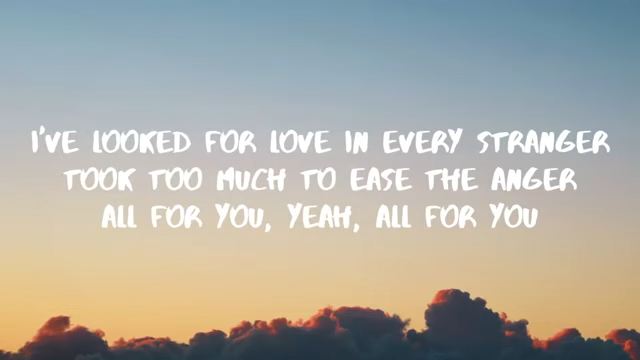 I'VE LOOKED FOR LOVE IN EVERY STRANGER
TOOK TOO MUCH TO EASE THE ANGER
ALL FOR YOU, YEAH, ALL FOR YOU